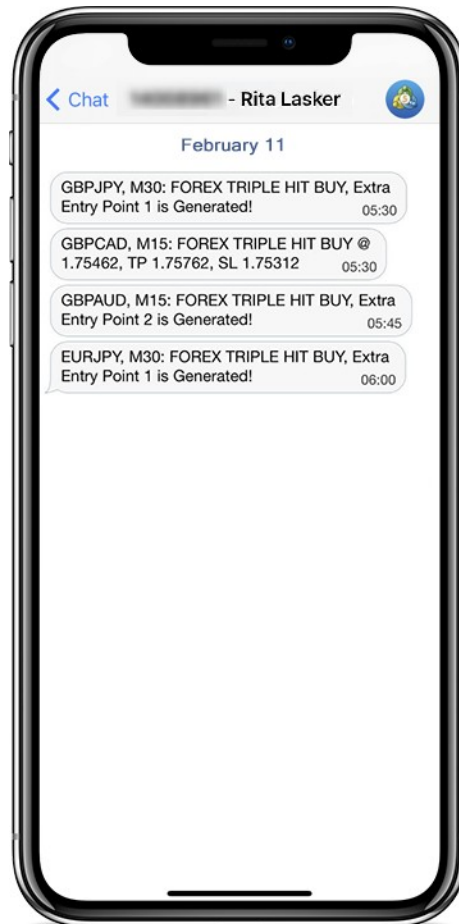 Chat - Rita Lasker
February 11
GBPJPY, M30: FOREX TRIPLE HIT BUY, Extra
Entry Point 1 is Generated! 05:30
GBPCAD, M15: FOREX TRIPLE HIT BUY @
1.75462, TP 1.75762, SL 1.75312 05:30
GBPAUD, M15: FOREX TRIPLE HIT BUY, Extra
Entry Point 2 is Generated! 05:45
EURJPY, M30: FOREX TRIPLE HIT BUY, Extra
Entry Point 1 is Generated! 06:00